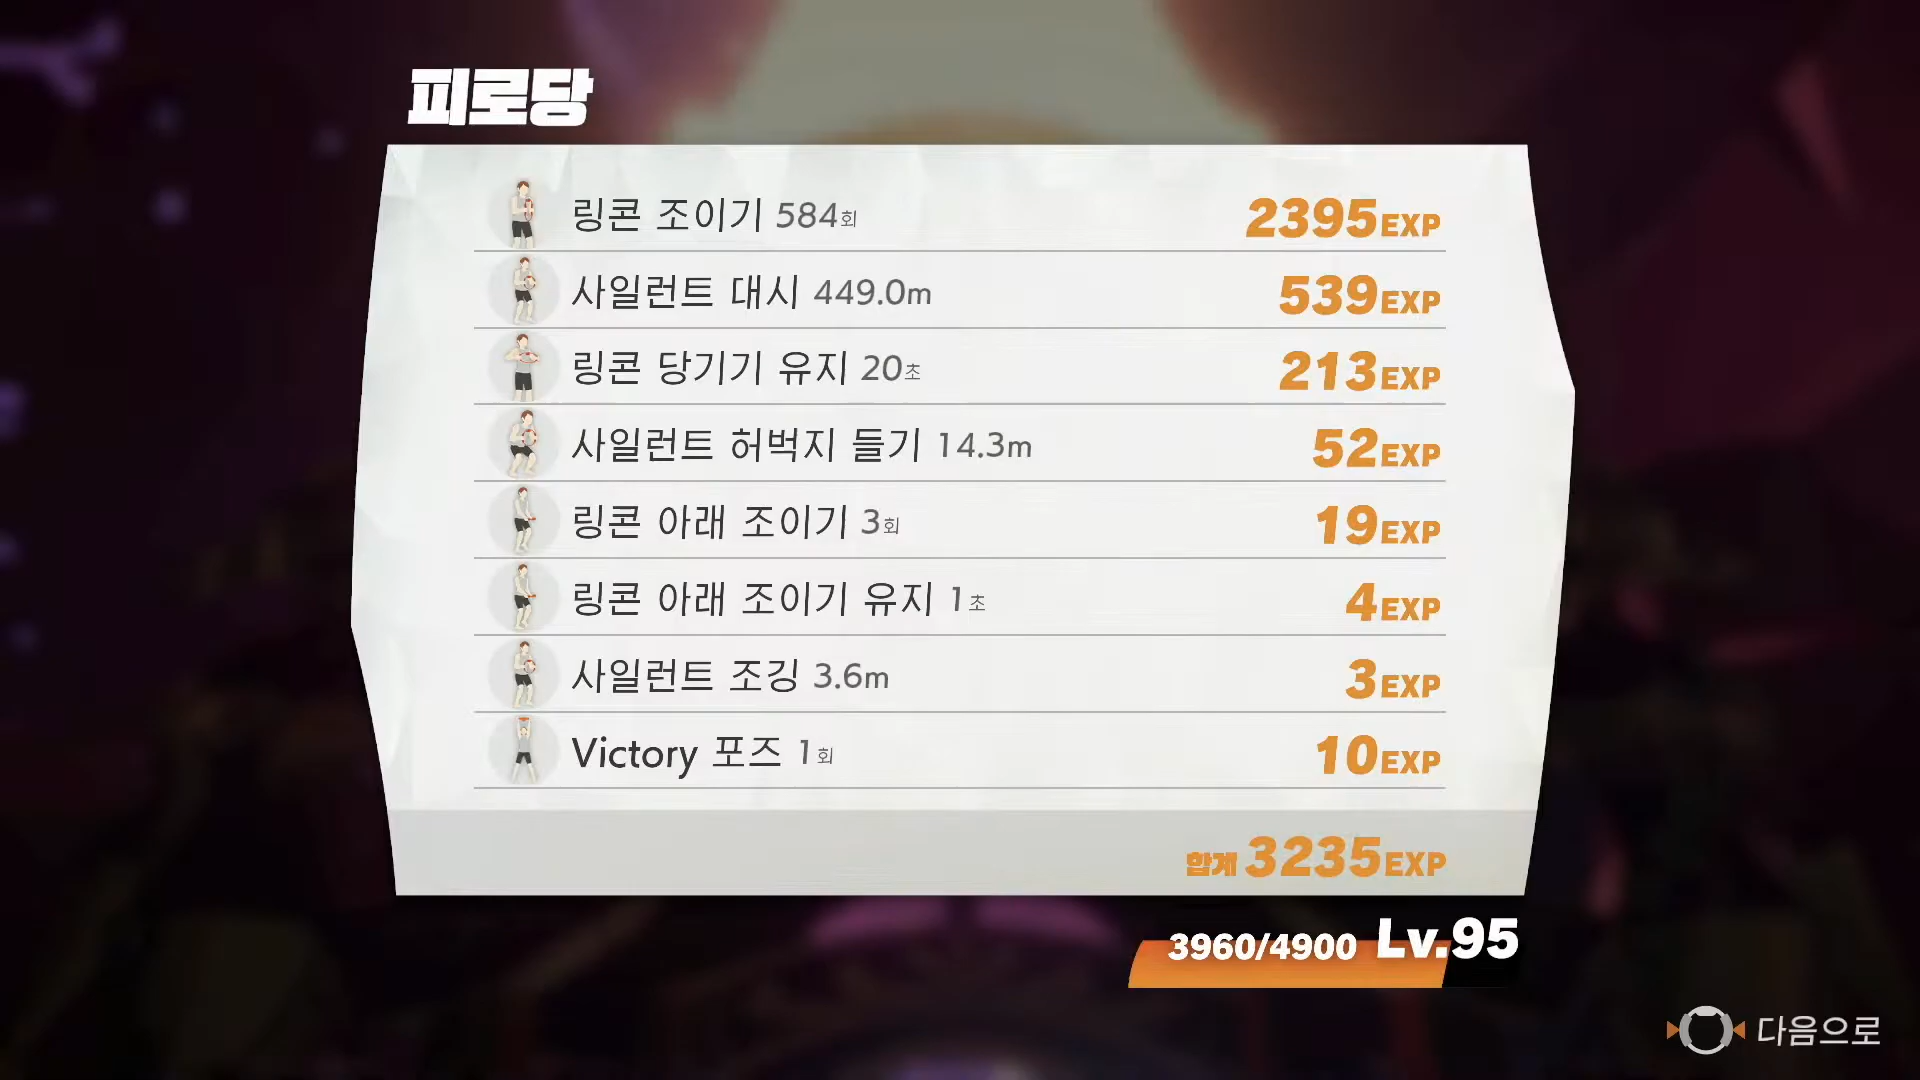 피로당
링콘 조이기 584회 2395EXP
사일런트 대시 449.0m 539EXP
링콘 당기기 유지 20초 213EXP
사일런트 허벅지 들기 14.3m 52EXP
링콘 아래 조이기 3회 19EXP
링콘 아래 조이기 유지 1초 4EXP
사일런트 조깅 3.6m 3EXP
Victory 포즈 1회 10EXP
합계 3235EXP
3960/4900 Lv.95
다음으로